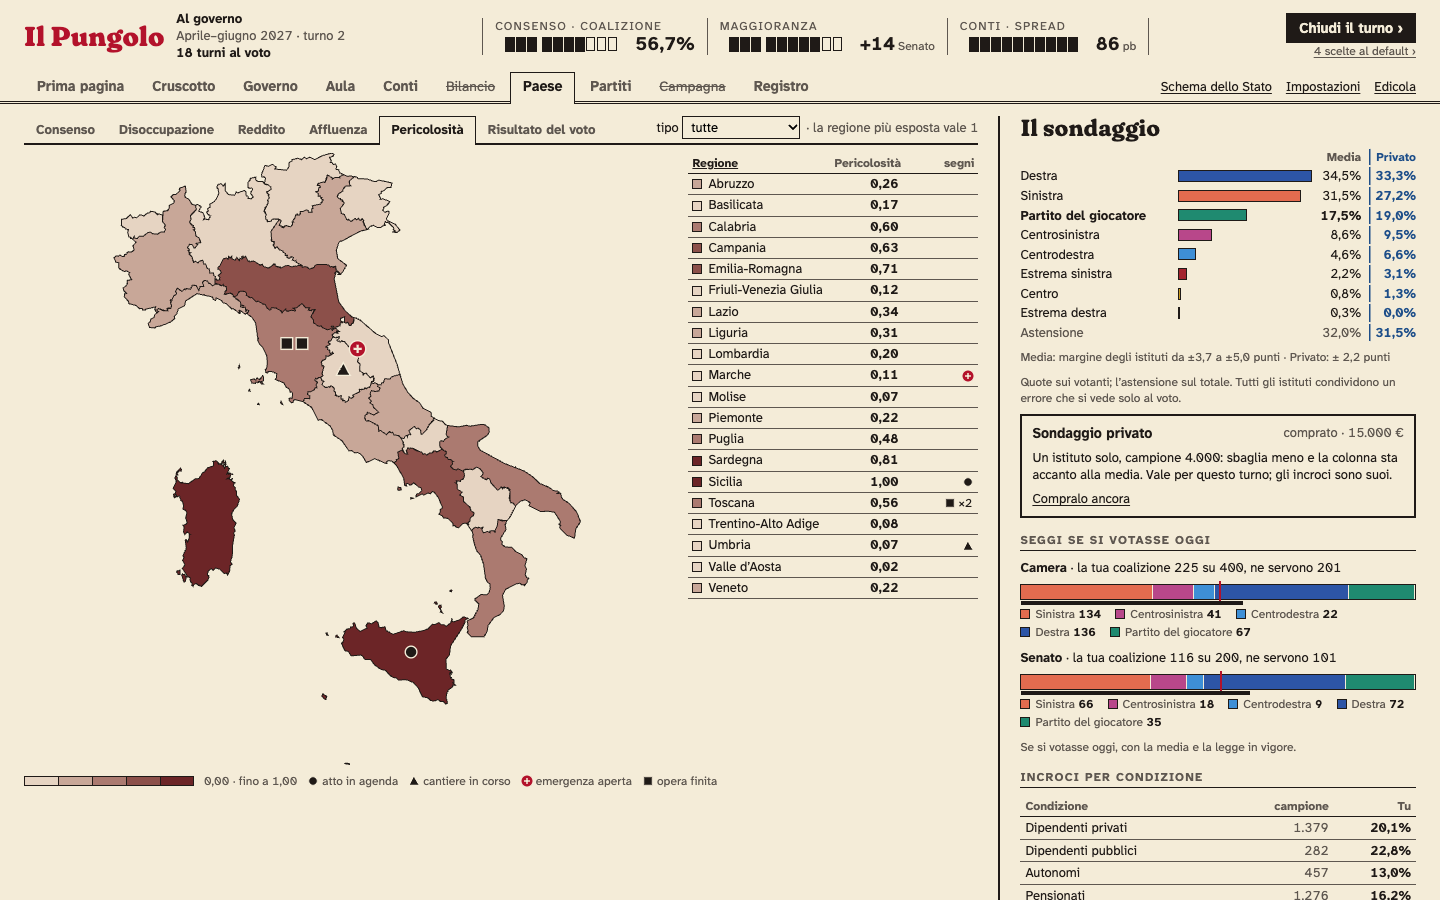 Il Pungolo
Al governo
Aprile–giugno 2027 · turno 2
18 turni al voto
CONSENSO · COALIZIONE
56,7%
MAGGIORANZA
+14 Senato
CONTI · SPREAD
86 pb
Chiudi il turno ›
4 scelte al default ›
Prima pagina
Cruscotto
Governo
Aula
Conti
Bilancio
Paese
Partiti
Campagna
Registro
Schema dello Stato
Impostazioni
Edicola
Consenso
Disoccupazione
Reddito
Affluenza
Pericolosità
Risultato del voto
tipo tutte · la regione più esposta vale 1
Regione Pericolosità segni
Abruzzo 0,26
Basilicata 0,17
Calabria 0,60
Campania 0,63
Emilia-Romagna 0,71
Friuli-Venezia Giulia 0,12
Lazio 0,34
Liguria 0,31
Lombardia 0,20
Marche 0,11
Molise 0,07
Piemonte 0,22
Puglia 0,48
Sardegna 0,81
Sicilia 1,00
Toscana 0,56 ×2
Trentino-Alto Adige 0,08
Umbria 0,07
Valle d'Aosta 0,02
Veneto 0,22
0,00 · fino a 1,00 atto in agenda cantiere in corso emergenza aperta opera finita
Il sondaggio
Media Privato
Destra 34,5% 33,3%
Sinistra 31,5% 27,2%
Partito del giocatore 17,5% 19,0%
Centrosinistra 8,6% 9,5%
Centrodestra 4,6% 6,6%
Estrema sinistra 2,2% 3,1%
Centro 0,8% 1,3%
Estrema destra 0,3% 0,0%
Astensione 32,0% 31,5%
Media: margine degli istituti da ±3,7 a ±5,0 punti · Privato: ± 2,2 punti
Quote sui votanti; l'astensione sul totale. Tutti gli istituti condividono un
errore che si vede solo al voto.
Sondaggio privato comprato · 15.000 €
Un istituto solo, campione 4.000: sbaglia meno e la colonna sta
accanto alla media. Vale per questo turno; gli incroci sono suoi.
Compralo ancora
SEGGI SE SI VOTASSE OGGI
Camera · la tua coalizione 225 su 400, ne servono 201
Sinistra 134 Centrosinistra 41 Centrodestra 22
Destra 136 Partito del giocatore 67
Senato · la tua coalizione 116 su 200, ne servono 101
Sinistra 66 Centrosinistra 18 Centrodestra 9 Destra 72
Partito del giocatore 35
Se si votasse oggi, con la media e la legge in vigore.
INCROCI PER CONDIZIONE
Condizione campione Tu
Dipendenti privati 1.379 20,1%
Dipendenti pubblici 282 22,8%
Autonomi 457 13,0%
Pensionati 1.276 16,2%